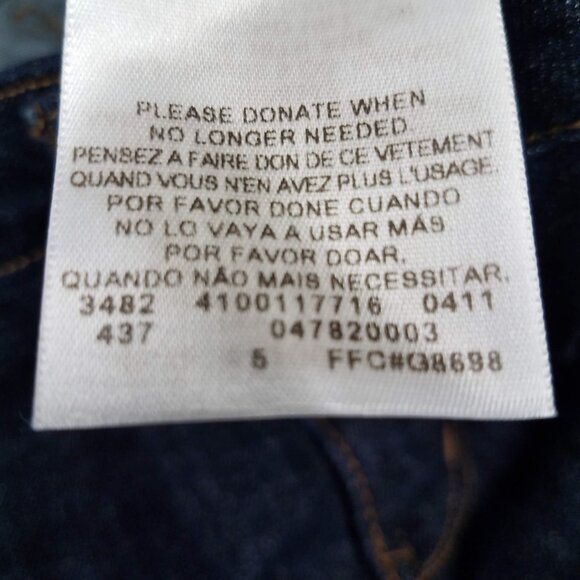 PLEASE DONATE WHEN
NO LONGER NEEDED.
PENSEZ A FAIRE DON DE CE VETEMENT
QUAND VOUS N'EN AVEZ PLUS L'USAGE.
POR FAVOR DONE CUANDO
NO LO VAYA A USAR MÁS
POR FAVOR DOAR,
QUANDO NÃO MAIS NECESSITAR.
3482 4100117716 0411
437 047820003
5 FFC#G8698